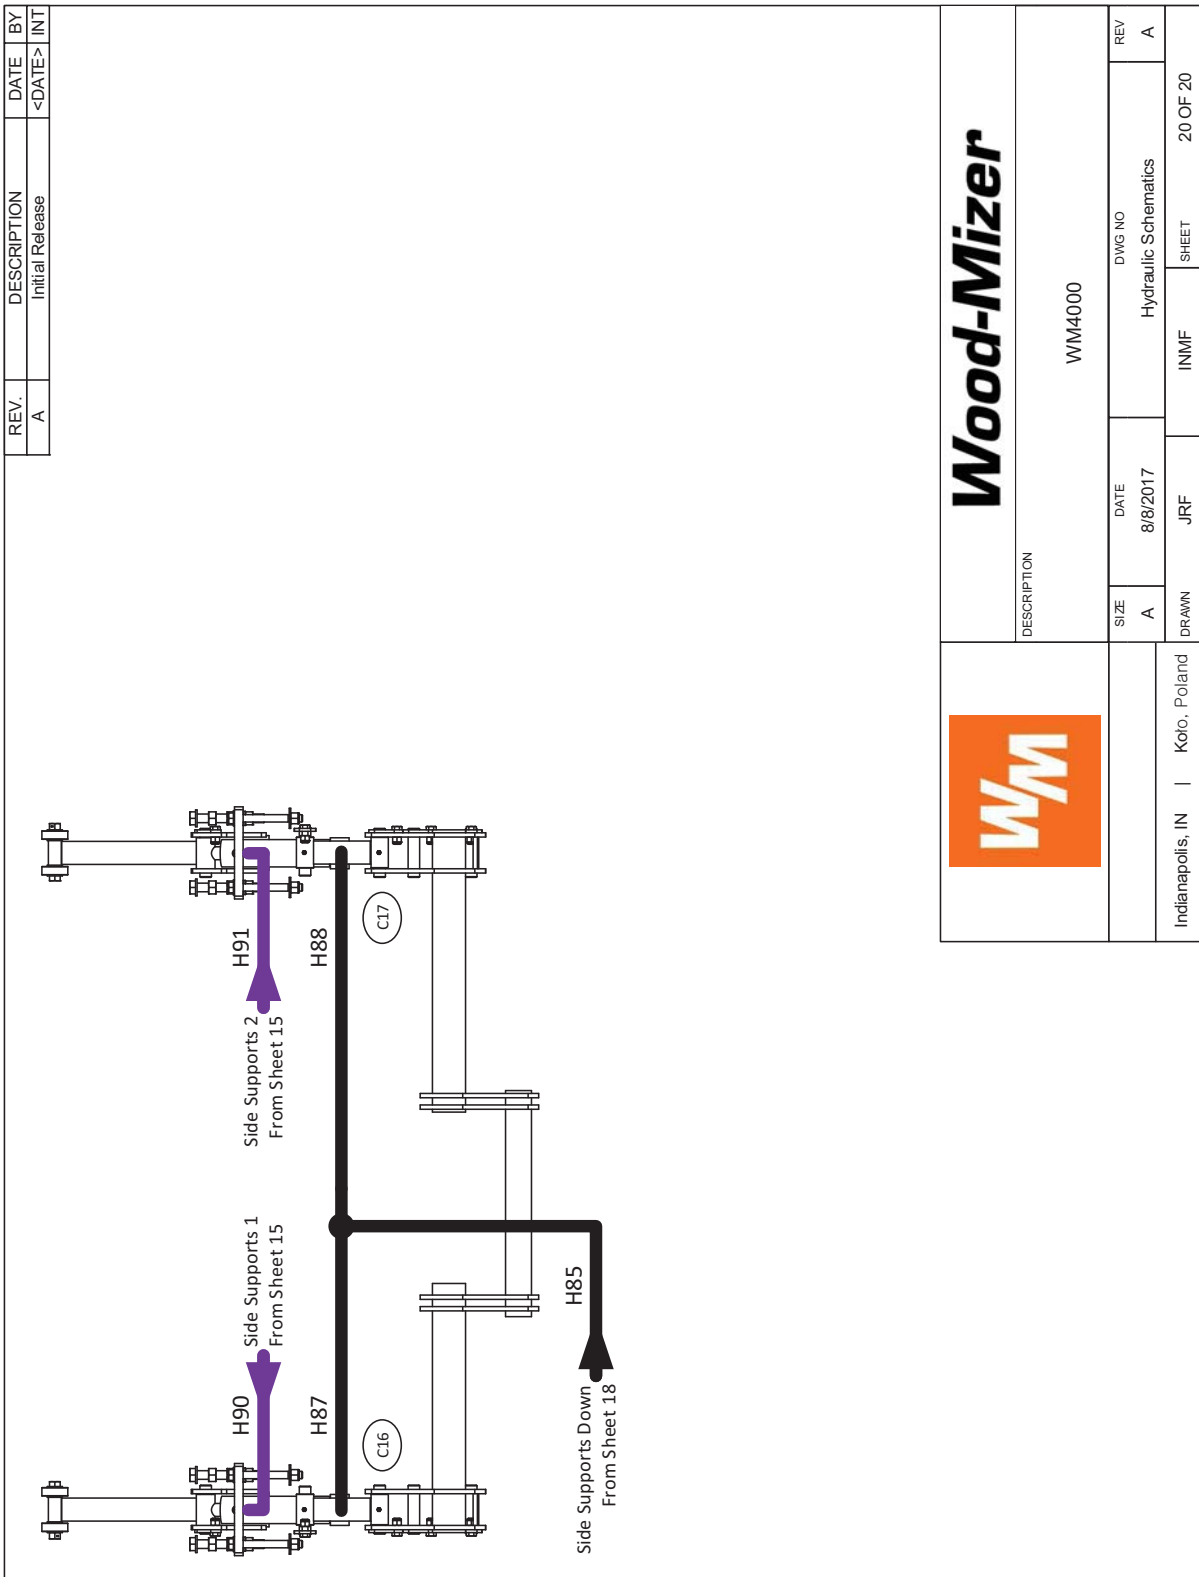 REV. DESCRIPTION DATE BY
A Initial Release <DATE> INT
H90 Side Supports 1
From Sheet 15
Side Supports 2 H91
From Sheet 15
H87 H88
C16 C17
Side Supports Down H85
From Sheet 18
WM
Wood-Mizer
DESCRIPTION
WM4000
SIZE DATE DWG NO REV
A 8/8/2017 Hydraulic Schematics A
Indianapolis, IN | Koło, Poland
DRAWN JRF INMF SHEET 20 OF 20